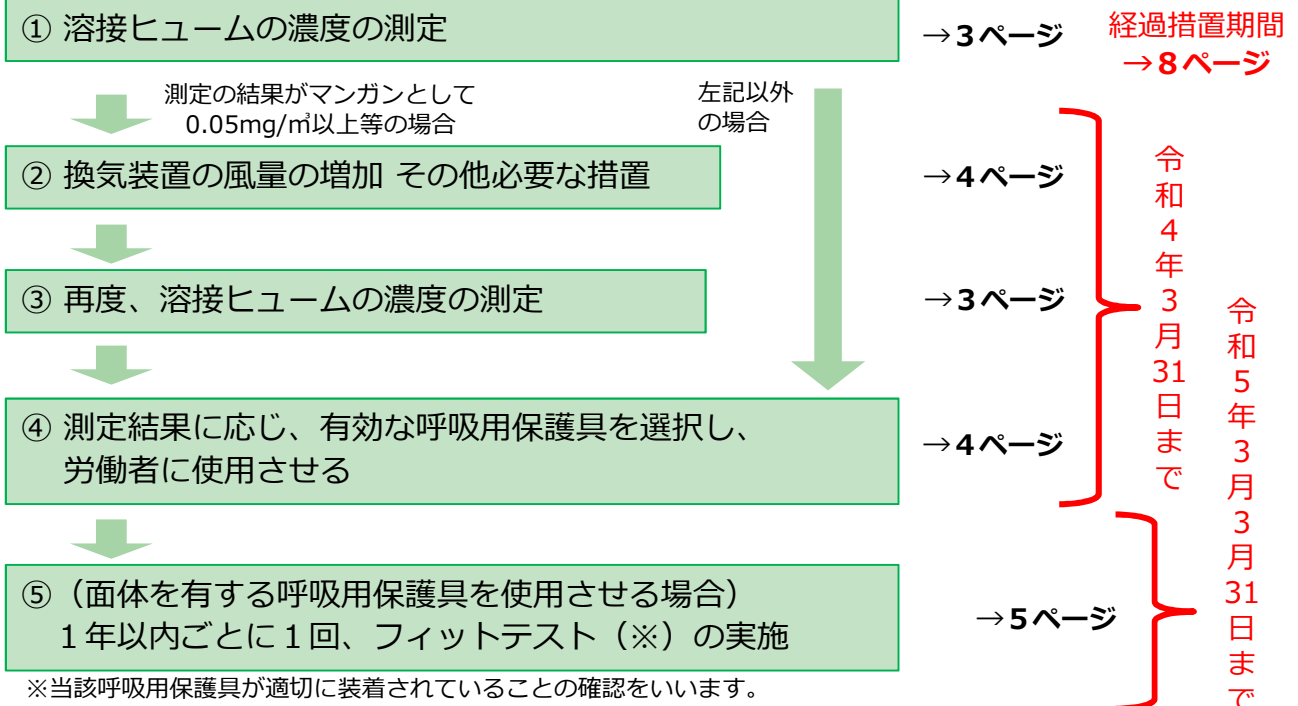 ① 溶接ヒュームの濃度の測定
→3ページ
経過措置期間
→8ページ
測定の結果がマンガンとして
0.05mg/㎥以上等の場合
左記以外
の場合
② 換気装置の風量の増加 その他必要な措置
→4ページ
③ 再度、溶接ヒュームの濃度の測定
→3ページ
④ 測定結果に応じ、有効な呼吸用保護具を選択し、
労働者に使用させる
→4ページ
令和4年3月31日まで
⑤（面体を有する呼吸用保護具を使用させる場合）
１年以内ごとに１回、フィットテスト（※）の実施
→5ページ
令和5年3月3月31日まで
※当該呼吸用保護具が適切に装着されていることの確認をいいます。